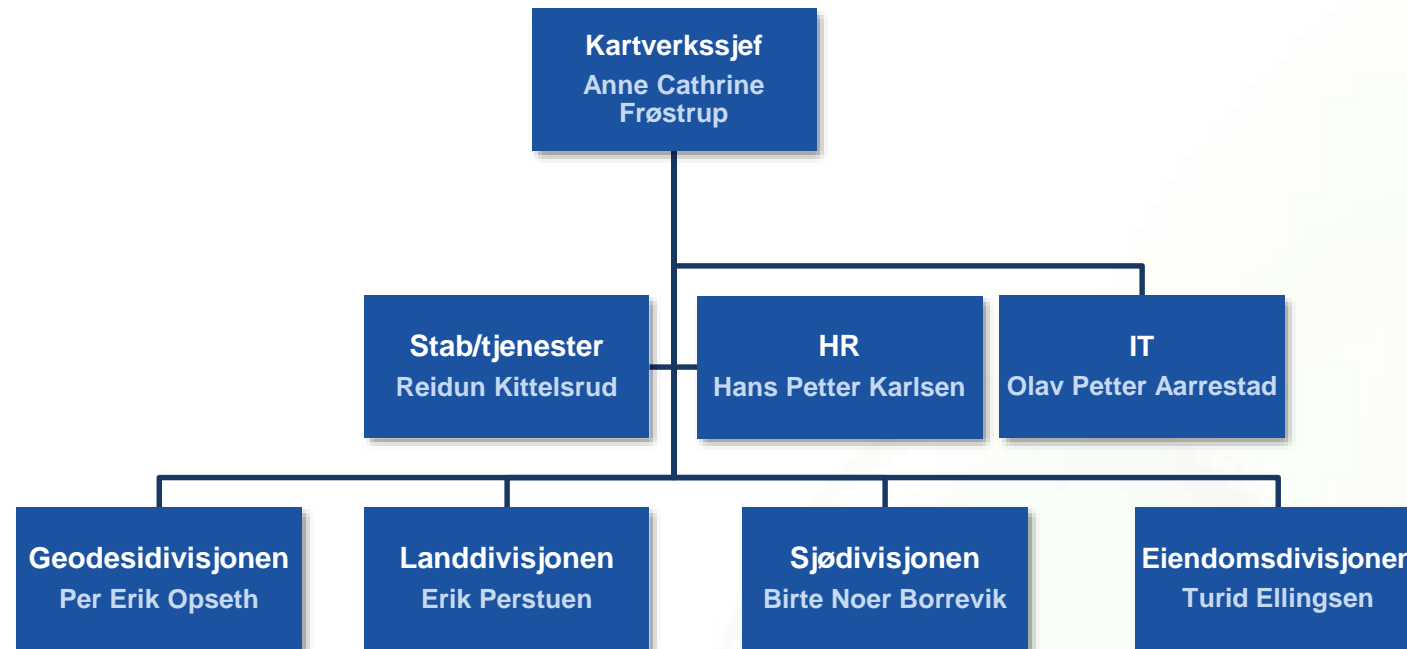 Kartverkssjef
Anne Cathrine
Frøstrup
Stab/tjenester
Reidun Kittelsrud
HR
Hans Petter Karlsen
IT
Olav Petter Aarrestad
Geodesidivisjonen
Per Erik Opseth
Landdivisjonen
Erik Perstuen
Sjødivisjonen
Birte Noer Borrevik
Eiendomsdivisjonen
Turid Ellingsen